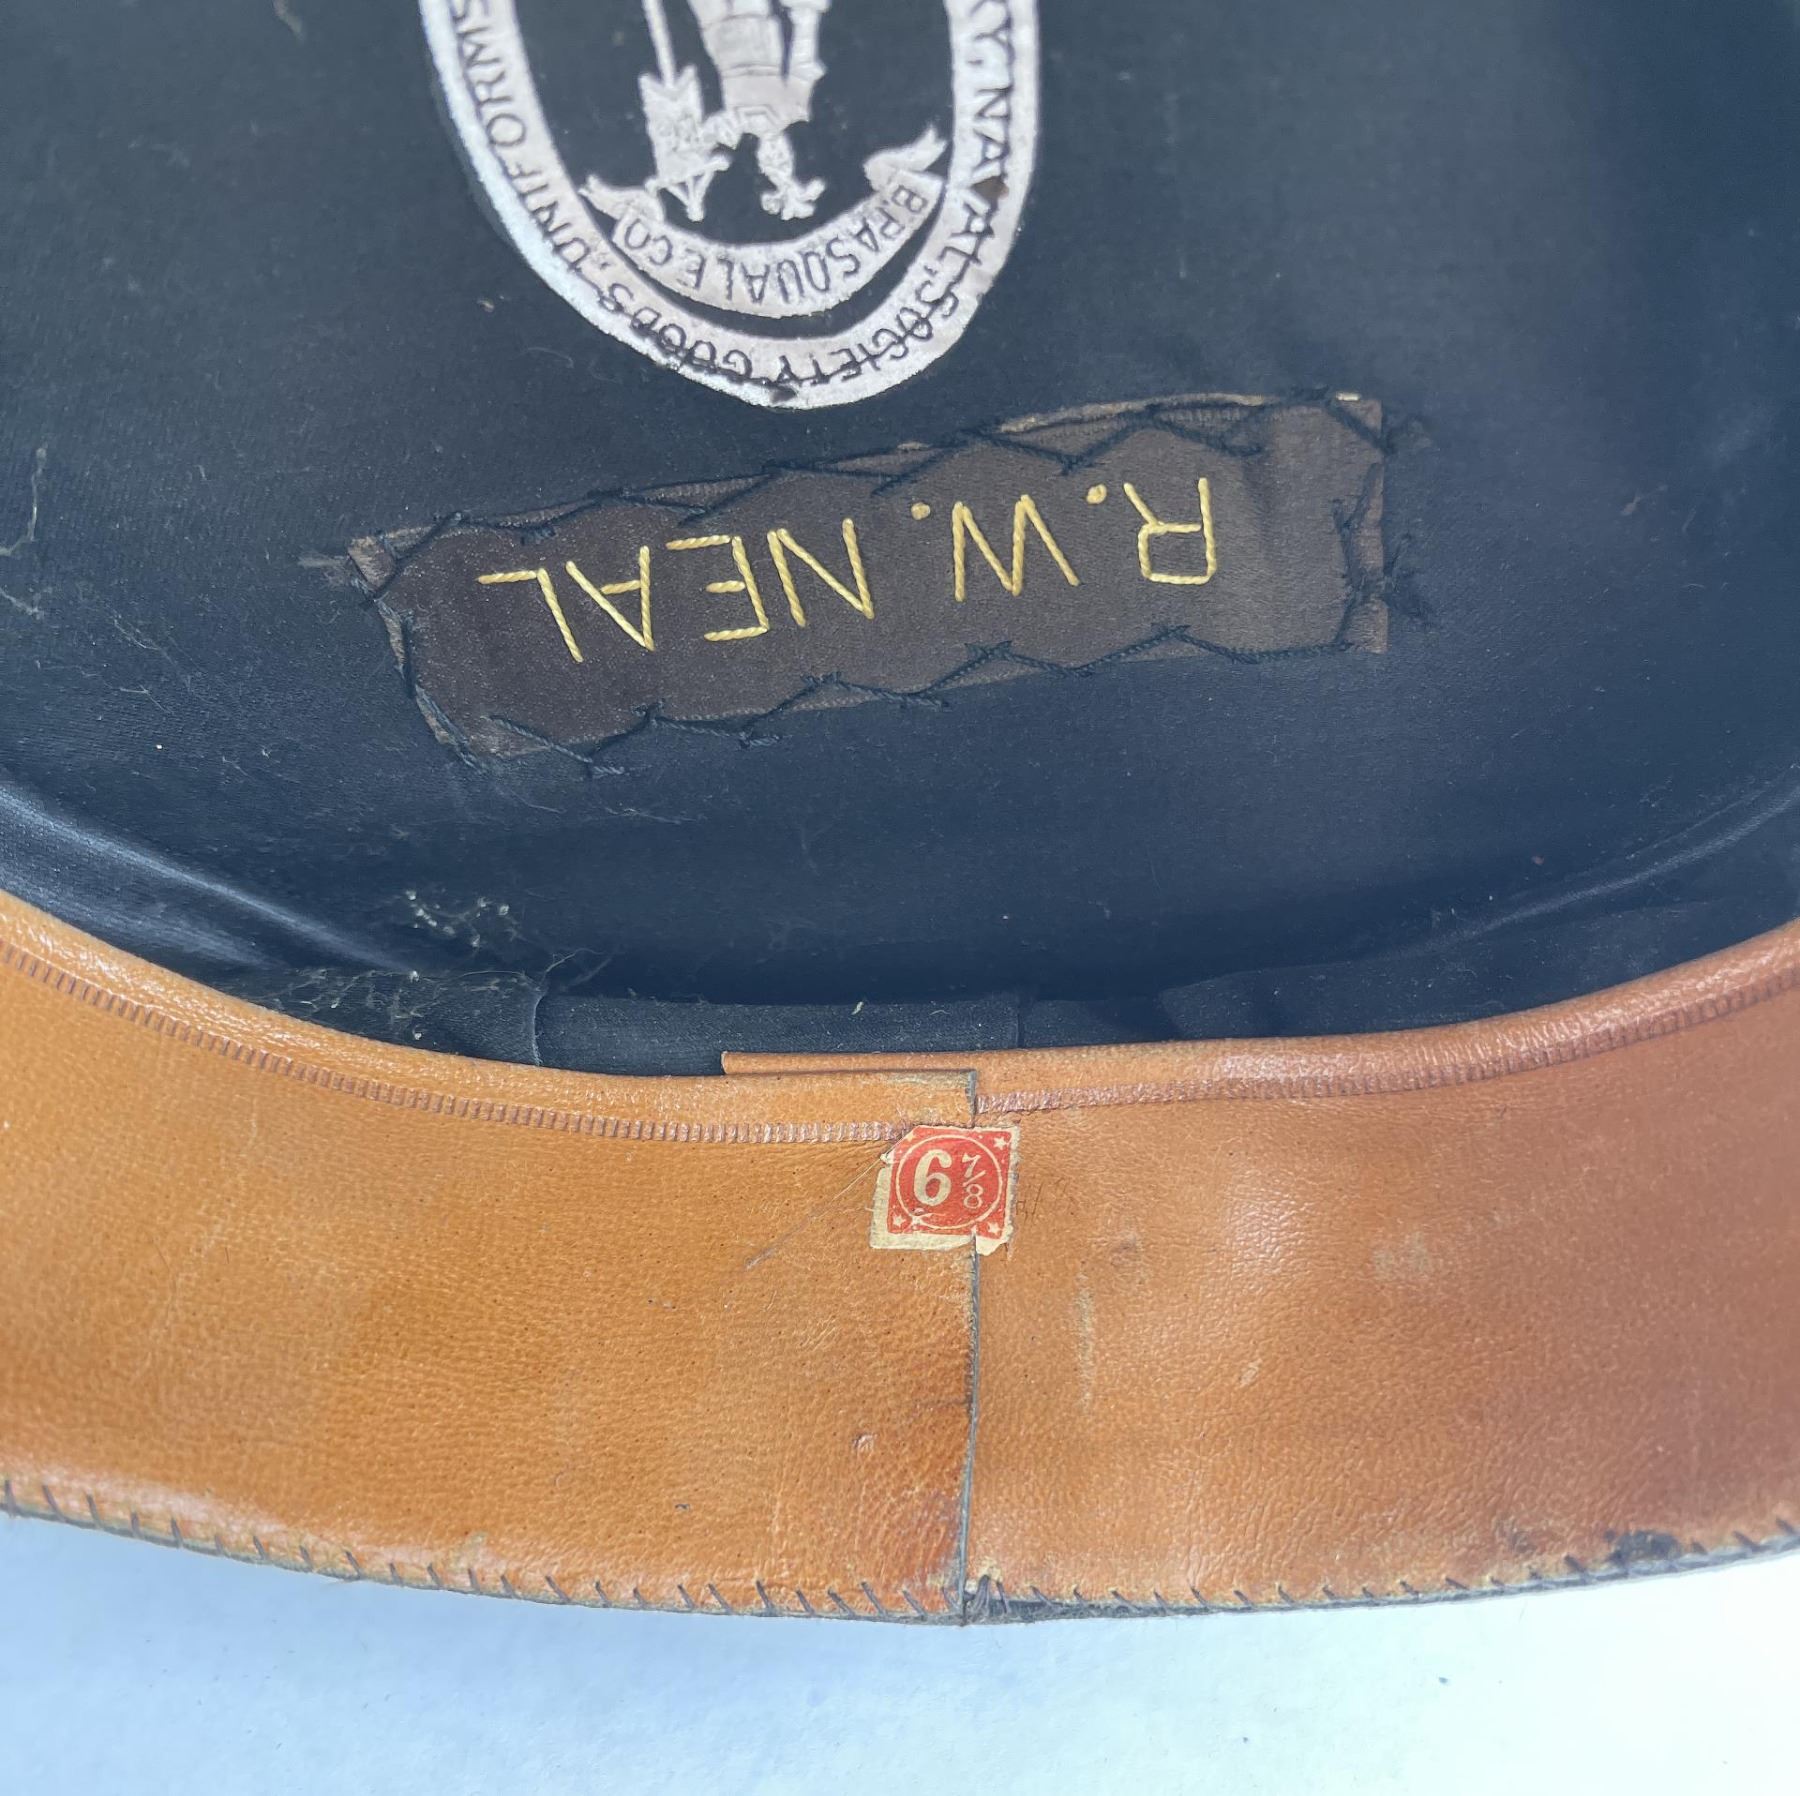 NAVAL, SOCIETY GOODS, UNIFORMS
B. PASQUALE CO.
R. W. NEAL
6 7/8